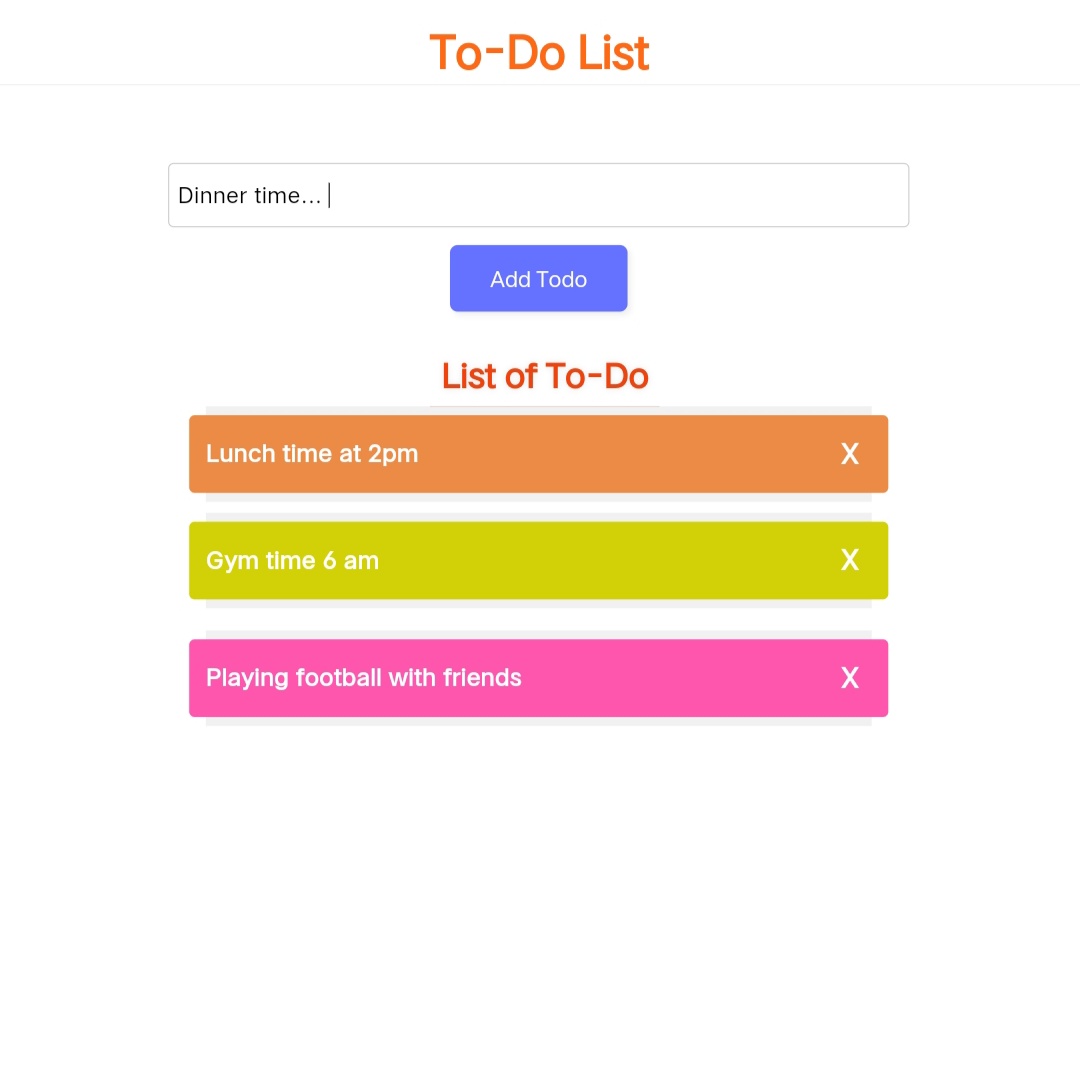 To-Do List
Dinner time...
Add Todo
List of To-Do
Lunch time at 2pm X
Gym time 6 am X
Playing football with friends X